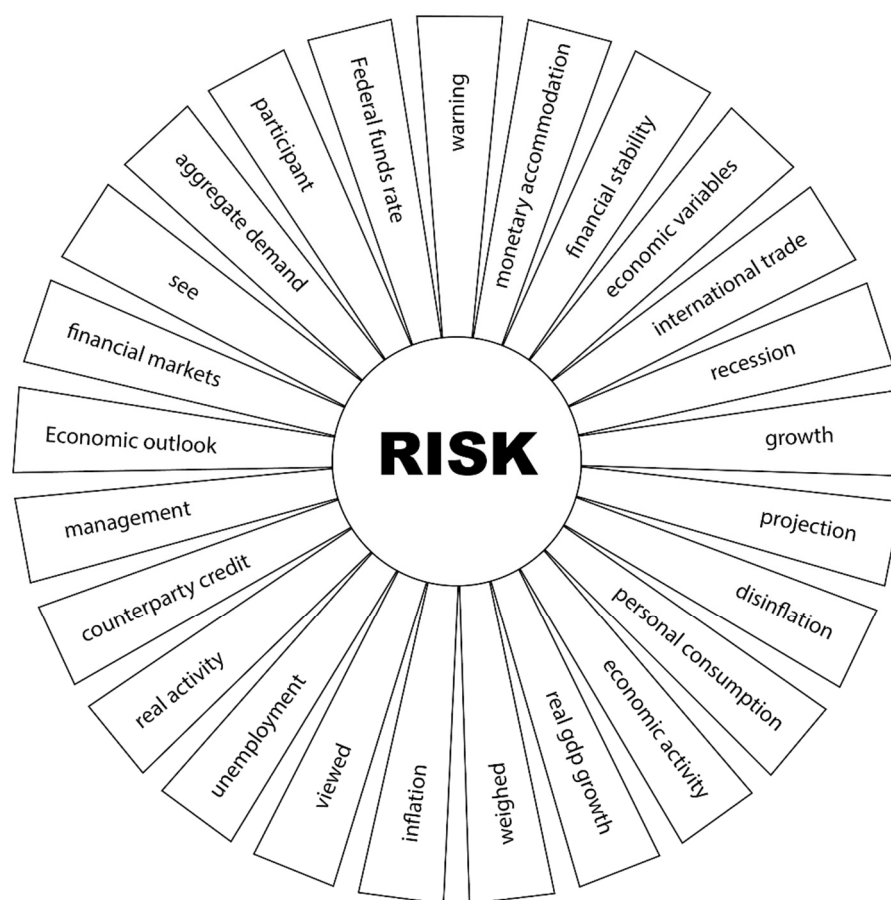 warning
monetary accommodation
financial stability
economic variables
international trade
recession
growth
projection
disinflation
personal consumption
economic activity
real gdp growth
weighed
inflation
viewed
unemployment
real activity
counterparty credit
management
Economic outlook
financial markets
see
aggregate demand
participant
Federal funds rate
RISK